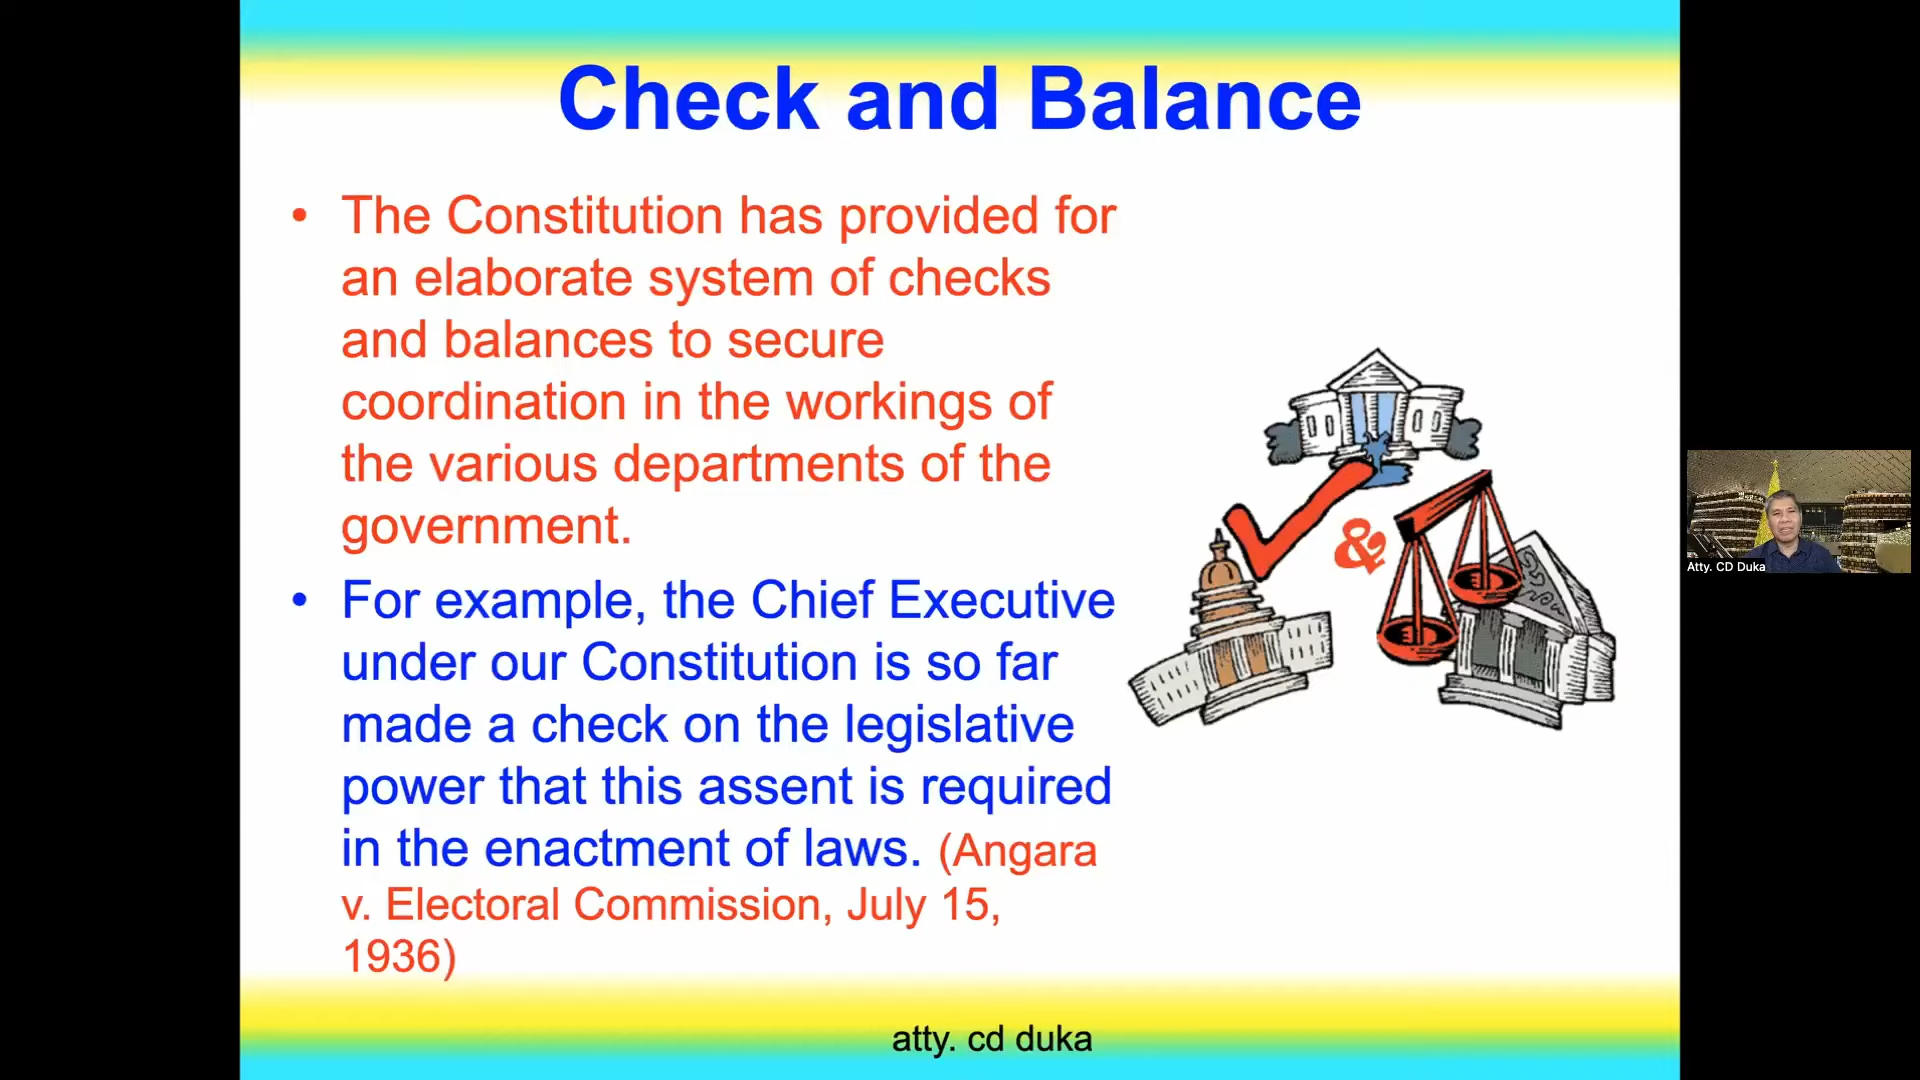 Check and Balance
• The Constitution has provided for
an elaborate system of checks
and balances to secure
coordination in the workings of
the various departments of the
government.
• For example, the Chief Executive
under our Constitution is so far
made a check on the legislative
power that this assent is required
in the enactment of laws. (Angara
v. Electoral Commission, July 15,
1936)
&
atty. cd duka
Atty. CD Duka